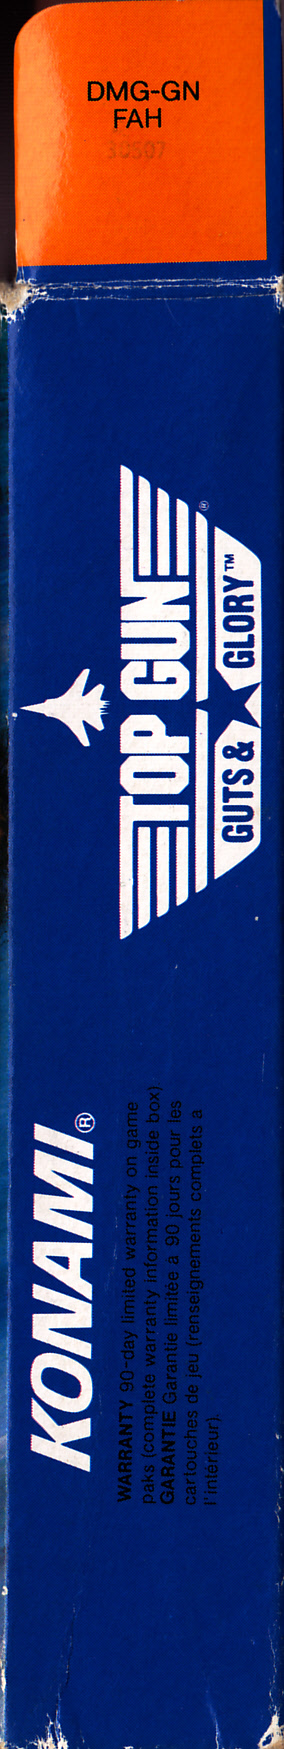 DMG-GN
FAH
30507
TOP GUN®
GUTS & GLORY™
KONAMI®
WARRANTY 90-day limited warranty on game
paks (complete warranty information inside box)
GARANTIE Garantie limitée à 90 jours pour les
cartouches de jeu (renseignements complets a
l'intérieur).